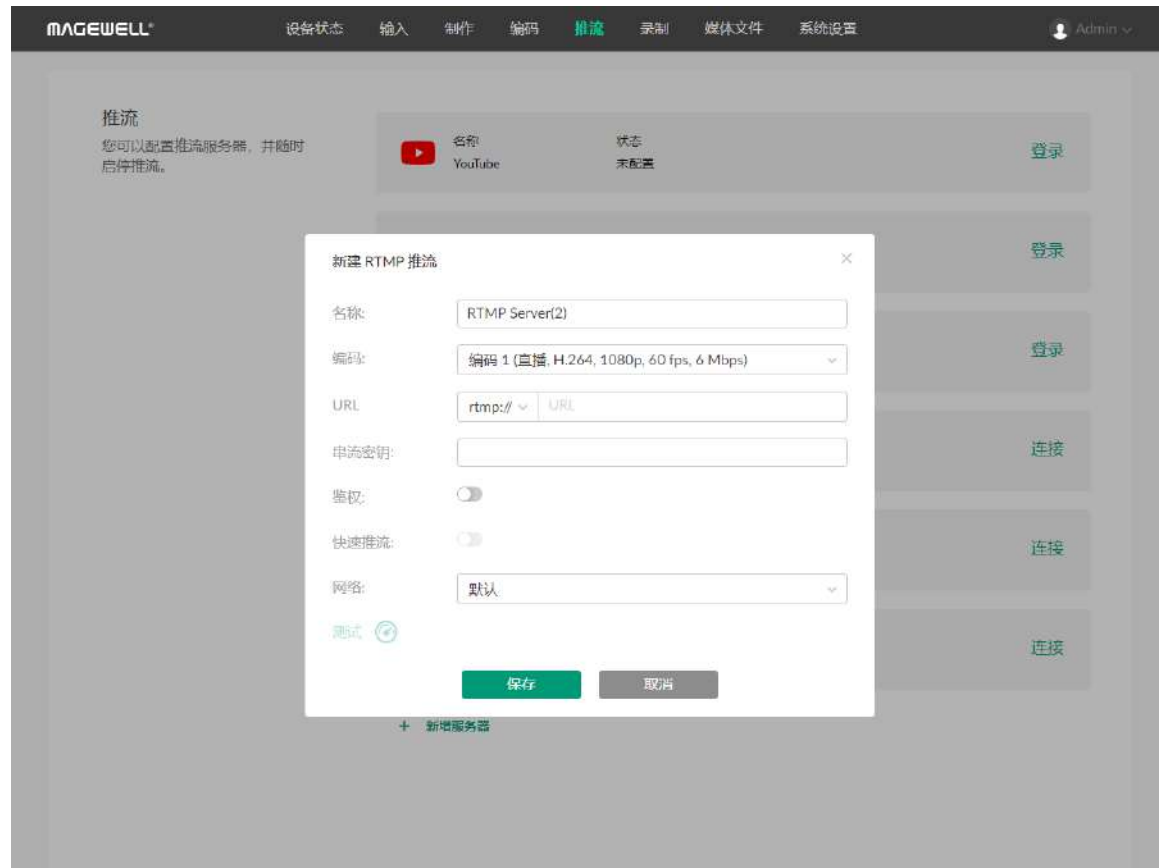 MAGEWELL®
设备状态 输入 制作 编码 推流 录制 媒体文件 系统设置 Admin
推流
您可以配置推流服务器，并随时
启停推流。
名称 状态
YouTube 未配置
登录
登录
新建 RTMP 推流
名称: RTMP Server(2)
编码: 编码 1 (直播, H.264, 1080p, 60 fps, 6 Mbps)
登录
URL rtmp:// URL
串流密钥:
连接
鉴权:
快速推流:
连接
网络: 默认
测试
连接
保存 取消
+ 新增服务器